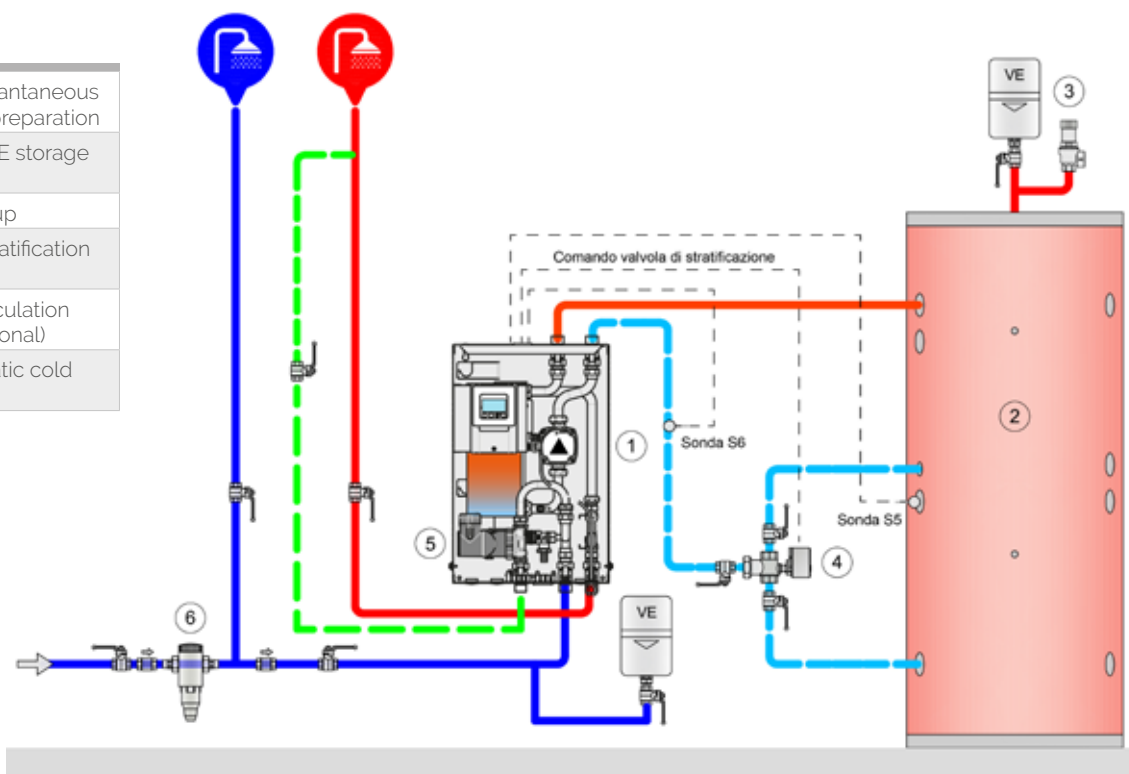 antaneous
preparation
E storage
up
atification
culation
onal)
tic cold
VE
3
Comando valvola di stratificazione
1
Sonda S6
2
Sonda S5
5
4
6
VE